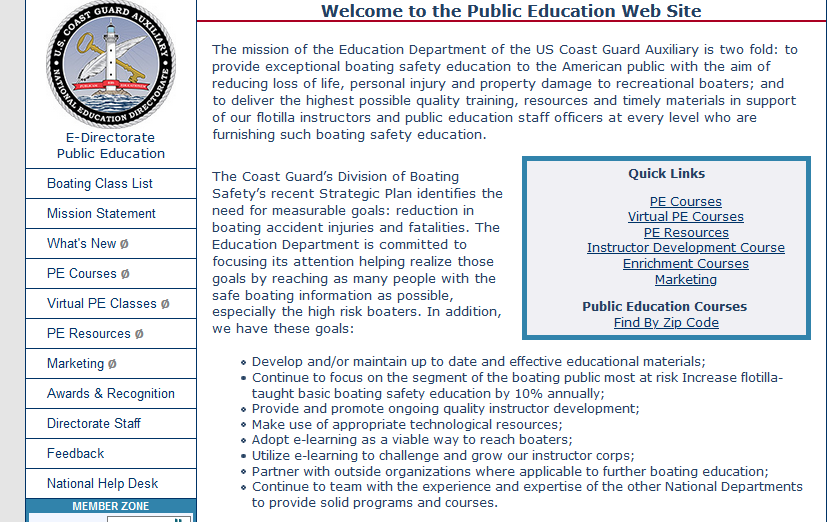 Welcome to the Public Education Web Site
U.S. COAST GUARD AUXILIARY
NATIONAL EDUCATION DIRECTORATE
E-Directorate
Public Education
Boating Class List
Mission Statement
What's New Ø
PE Courses Ø
Virtual PE Classes Ø
PE Resources Ø
Marketing Ø
Awards & Recognition
Directorate Staff
Feedback
National Help Desk
MEMBER ZONE
The mission of the Education Department of the US Coast Guard Auxiliary is two fold: to
provide exceptional boating safety education to the American public with the aim of
reducing loss of life, personal injury and property damage to recreational boaters; and
to deliver the highest possible quality training, resources and timely materials in support
of our flotilla instructors and public education staff officers at every level who are
furnishing such boating safety education.
The Coast Guard's Division of Boating
Safety's recent Strategic Plan identifies the
need for measurable goals: reduction in
boating accident injuries and fatalities. The
Education Department is committed to
focusing its attention helping realize those
goals by reaching as many people with the
safe boating information as possible,
especially the high risk boaters. In addition,
we have these goals:
Quick Links
PE Courses
Virtual PE Courses
PE Resources
Instructor Development Course
Enrichment Courses
Marketing
Public Education Courses
Find By Zip Code
Develop and/or maintain up to date and effective educational materials;
Continue to focus on the segment of the boating public most at risk Increase flotilla-
taught basic boating safety education by 10% annually;
Provide and promote ongoing quality instructor development;
Make use of appropriate technological resources;
Adopt e-learning as a viable way to reach boaters;
Utilize e-learning to challenge and grow our instructor corps;
Partner with outside organizations where applicable to further boating education;
Continue to team with the experience and expertise of the other National Departments
to provide solid programs and courses.